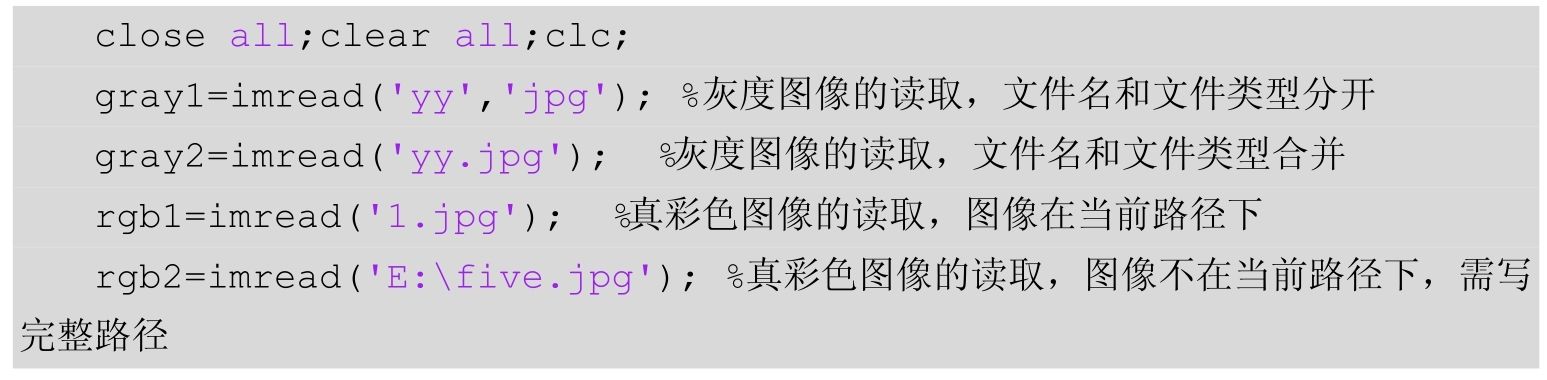 close all;clear all;clc;
gray1=imread('yy','jpg'); %灰度图像的读取，文件名和文件类型分开
gray2=imread('yy.jpg');  %灰度图像的读取，文件名和文件类型合并
rgb1=imread('1.jpg');  %真彩色图像的读取，图像在当前路径下
rgb2=imread('E:\five.jpg'); %真彩色图像的读取，图像不在当前路径下，需写
完整路径